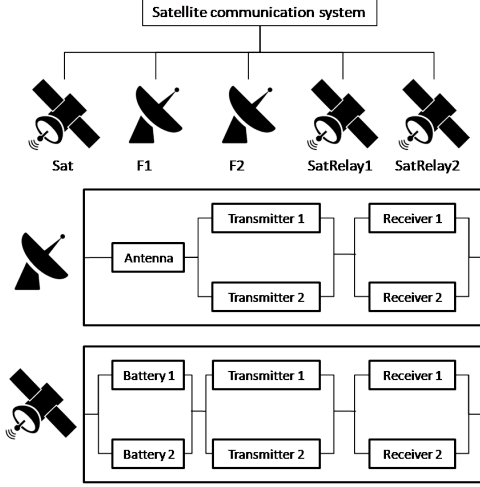 Satellite communication system
Sat F1 F2 SatRelay1 SatRelay2
Transmitter 1 Receiver 1
Antenna
Transmitter 2 Receiver 2
Battery 1 Transmitter 1 Receiver 1
Battery 2 Transmitter 2 Receiver 2